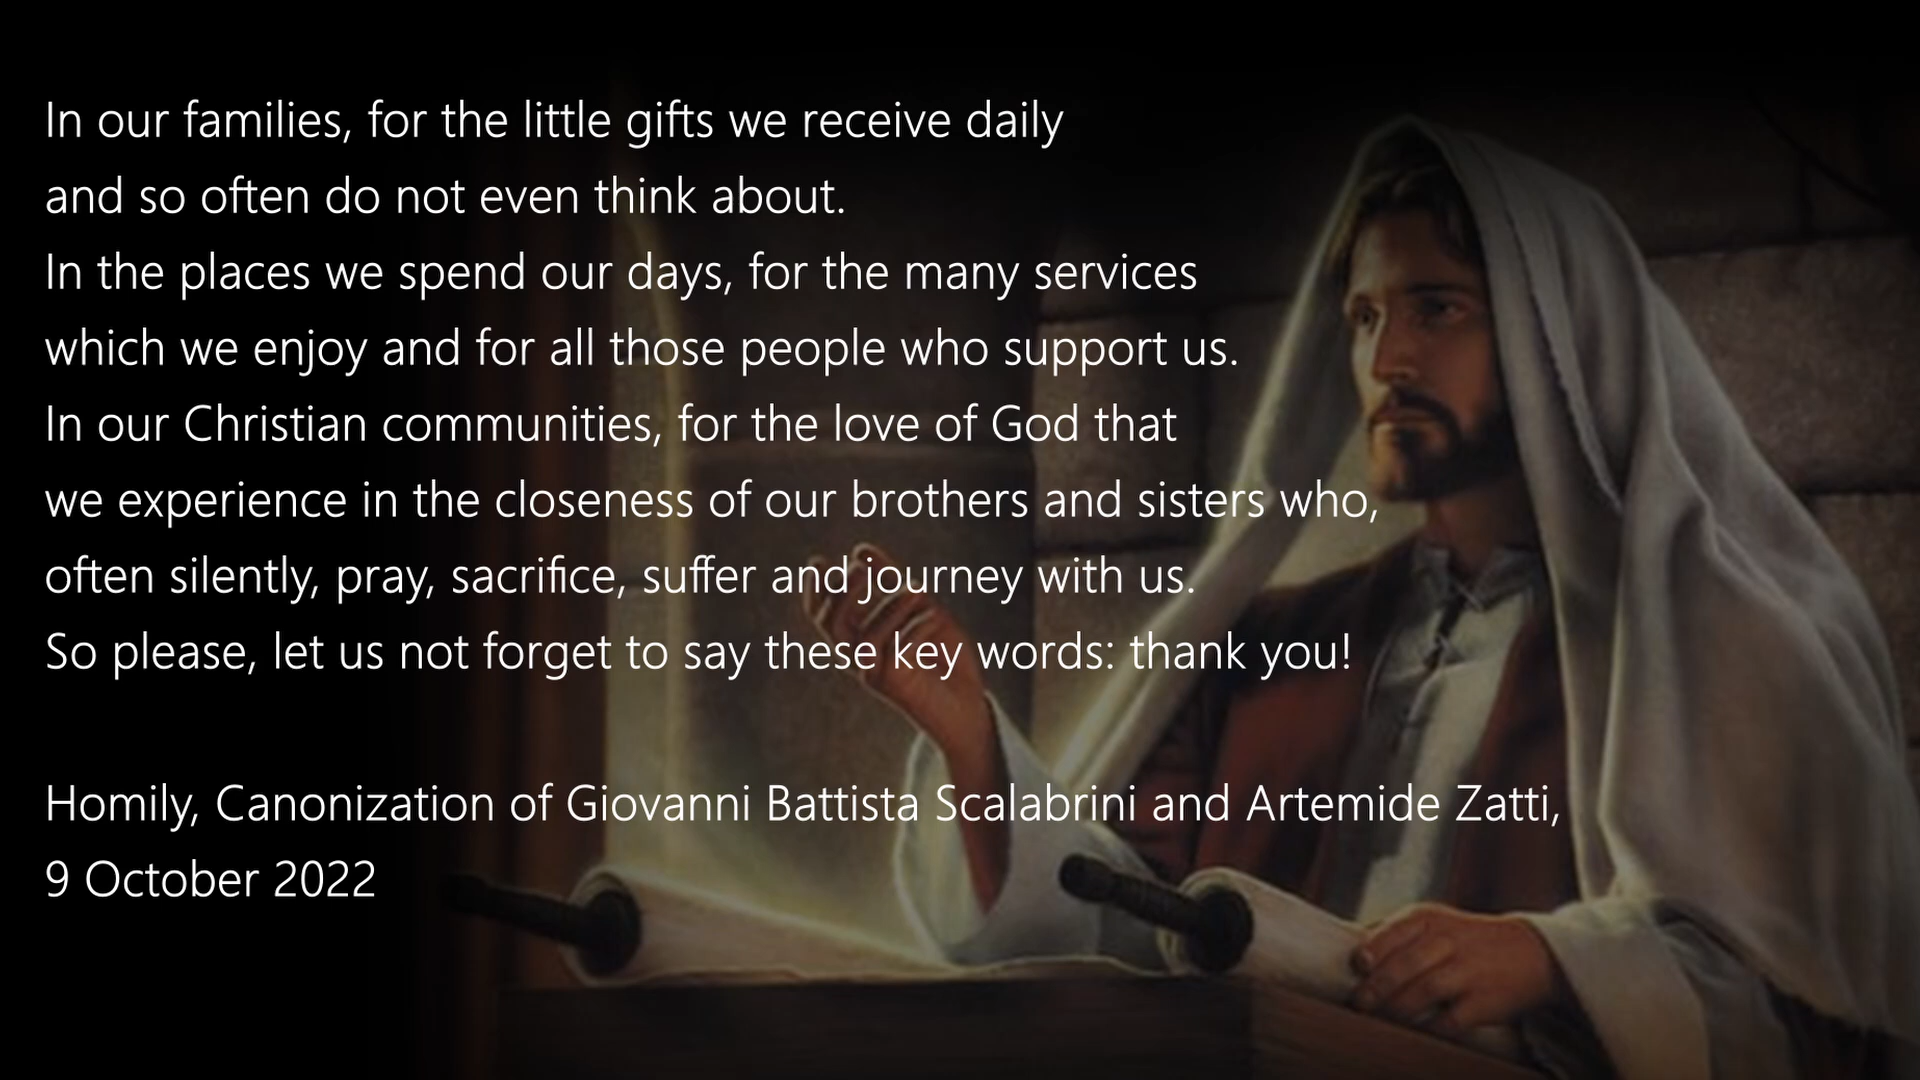 In our families, for the little gifts we receive daily
and so often do not even think about.
In the places we spend our days, for the many services
which we enjoy and for all those people who support us.
In our Christian communities, for the love of God that
we experience in the closeness of our brothers and sisters who,
often silently, pray, sacrifice, suffer and journey with us.
So please, let us not forget to say these key words: thank you!
Homily, Canonization of Giovanni Battista Scalabrini and Artemide Zatti,
9 October 2022